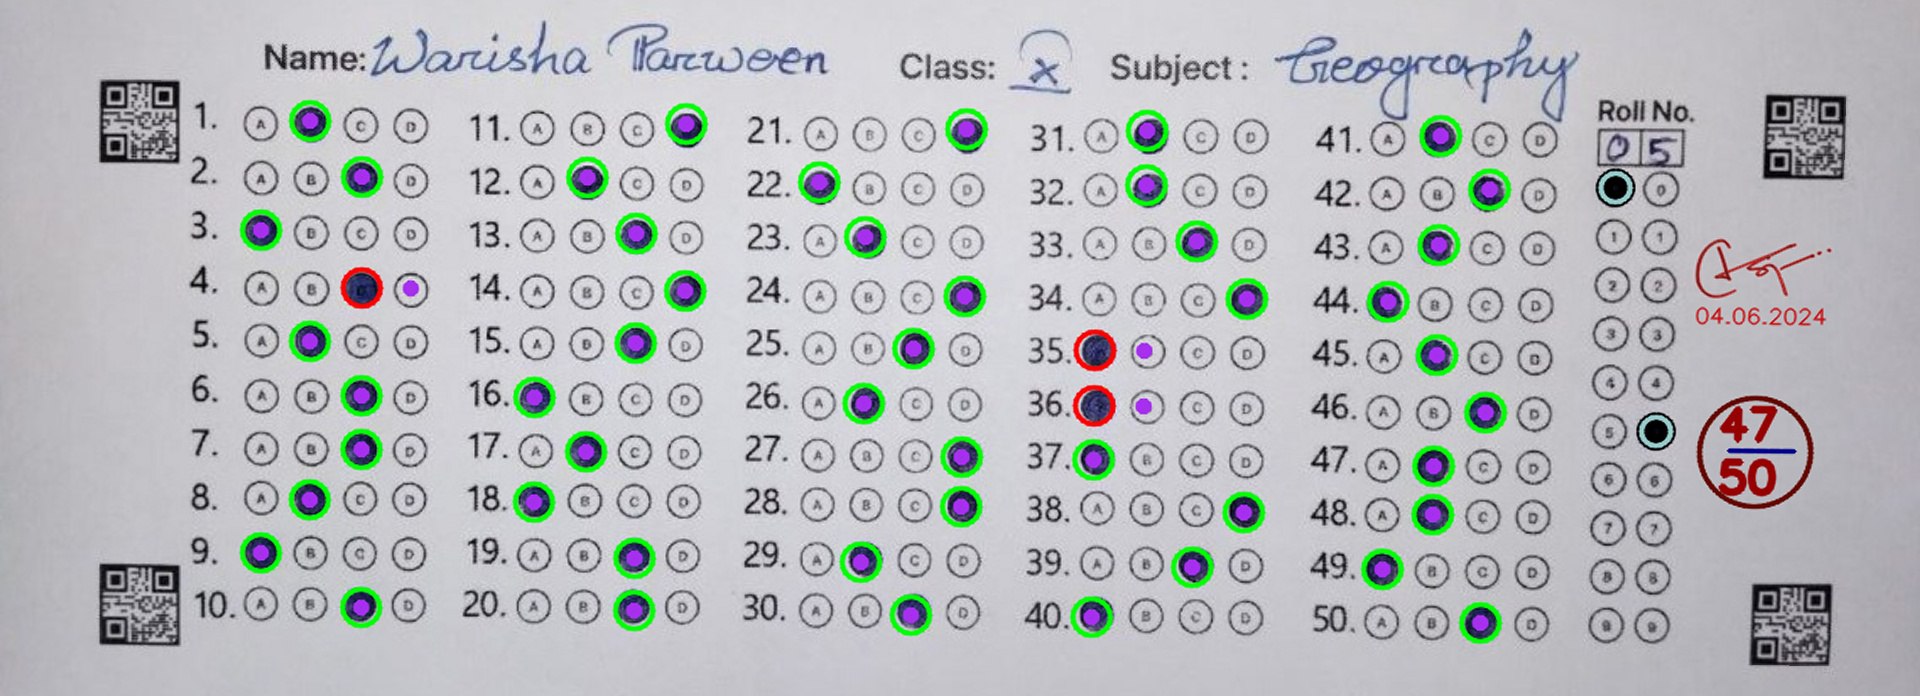 Name: Warisha Parween Class: X Subject: Geography
1. A C D 11. A B C 21. A B C 31. A C D 41. A C D
2. A B D 12. A C D 22. B C D 32. A C D 42. A B D
3. B C D 13. A B D 23. A C D 33. A B D 43. A C D
4. A B 14. A B C 24. A B C 34. A B C 44. B C D
5. A C D 15. A B D 25. A B D 35. C D 45. A C D
6. A B D 16. B C D 26. A C D 36. C D 46. A B D
7. A B D 17. A C D 27. A B C 37. B C D 47. A C D
8. A C D 18. B C D 28. A B C 38. A B C 48. A C D
9. B C D 19. A B D 29. A C D 39. A B D 49. B C D
10. A B D 20. A B D 30. A B D 40. B C D 50. A B D
Roll No.
0 5
0
1 1
2 2
3 3
4 4
5
6 6
7 7
8 8
9 9
04.06.2024
47
50